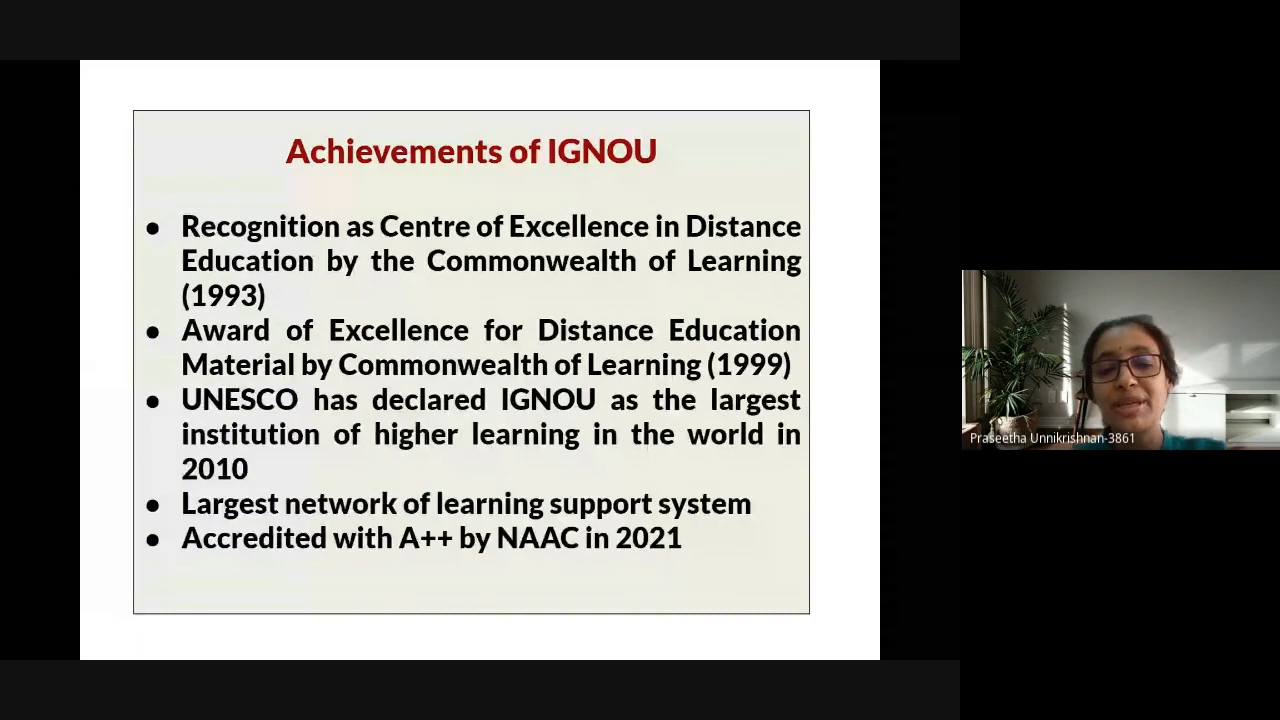 Achievements of IGNOU
● Recognition as Centre of Excellence in Distance
Education by the Commonwealth of Learning
(1993)
● Award of Excellence for Distance Education
Material by Commonwealth of Learning (1999)
● UNESCO has declared IGNOU as the largest
institution of higher learning in the world in
2010
● Largest network of learning support system
● Accredited with A++ by NAAC in 2021
Praseetha Unnikrishnan-3861